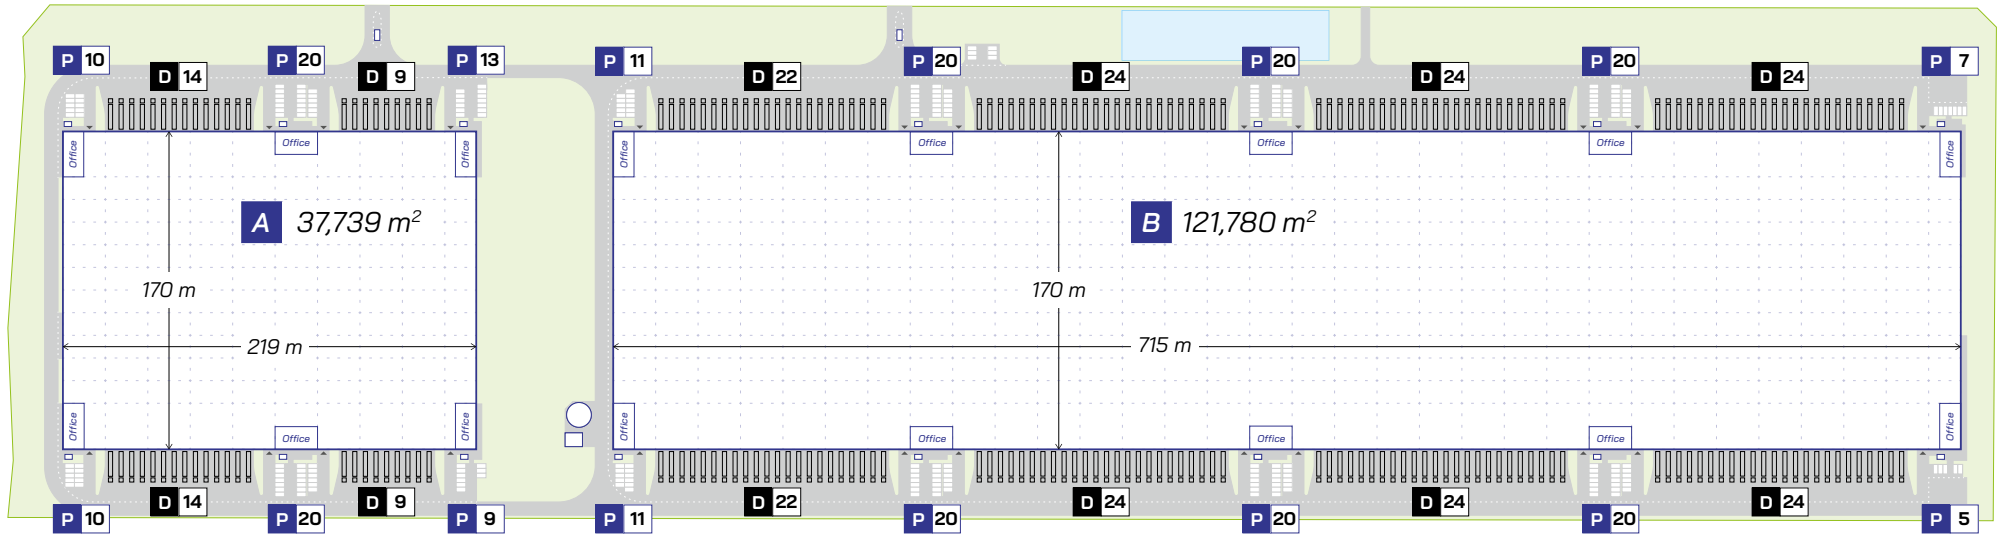 P 10 P 20 P 13 P 11 P 20 P 20 P 20 P 7
D 14 D 9 D 22 D 24 D 24 D 24
Office Office Office Office Office Office Office Office
A 37,739 m² B 121,780 m²
170 m 170 m
219 m 715 m
Office Office Office Office Office Office Office Office
D 14 D 9 D 22 D 24 D 24 D 24
P 10 P 20 P 9 P 11 P 20 P 20 P 20 P 5